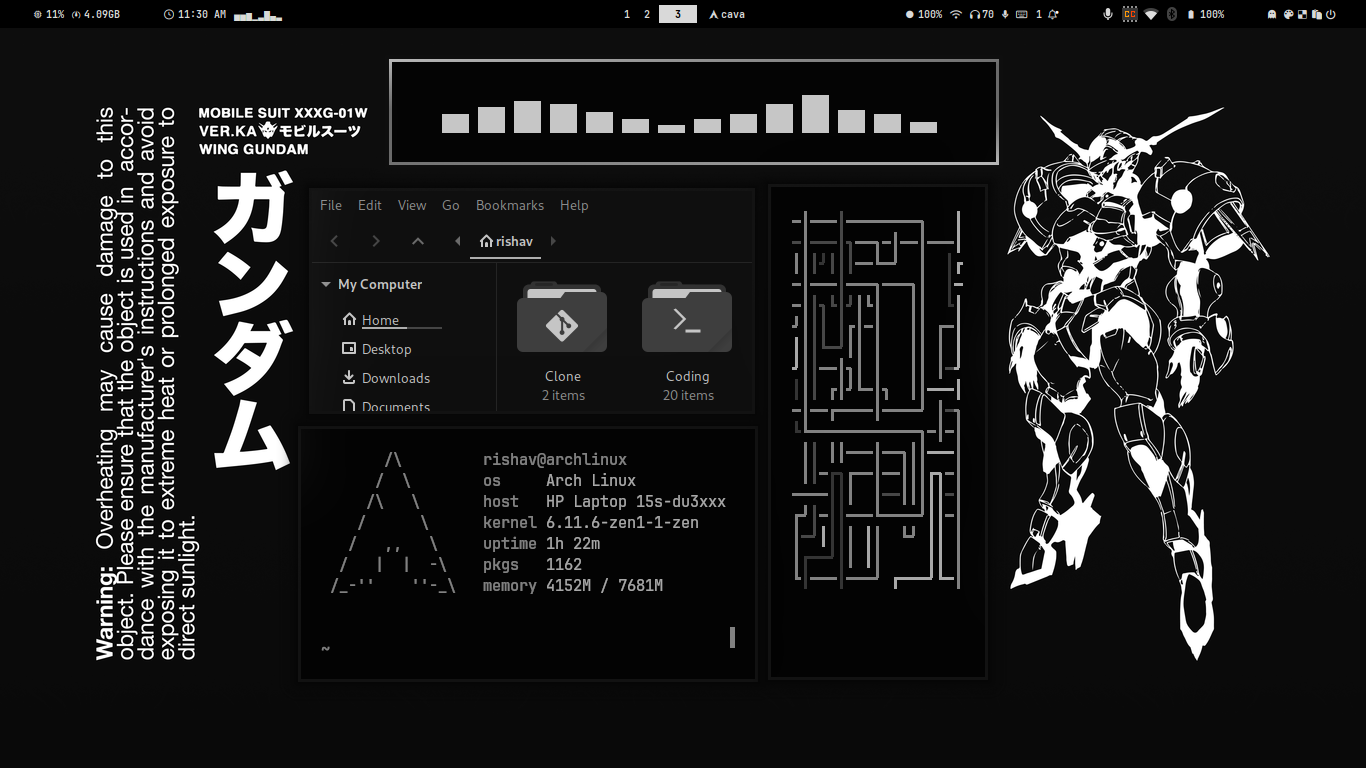 11% 4.09GB 11:30 AM
1 2 3 cava
100% 70 1 CC 100%
Warning: Overheating may cause damage to this
object. Please ensure that the object is used in accor-
dance with the manufacturer's instructions and avoid
exposing it to extreme heat or prolonged exposure to
direct sunlight.
MOBILE SUIT XXXG-01W
VER.KA モビルスーツ
WING GUNDAM
ガンダム
File Edit View Go Bookmarks Help
rishav
My Computer
Home
Desktop
Downloads
Documents
Clone
2 items
Coding
20 items
rishav@archlinux
os Arch Linux
host HP Laptop 15s-du3xxx
kernel 6.11.6-zen1-1-zen
uptime 1h 22m
pkgs 1162
memory 4152M / 7681M
~